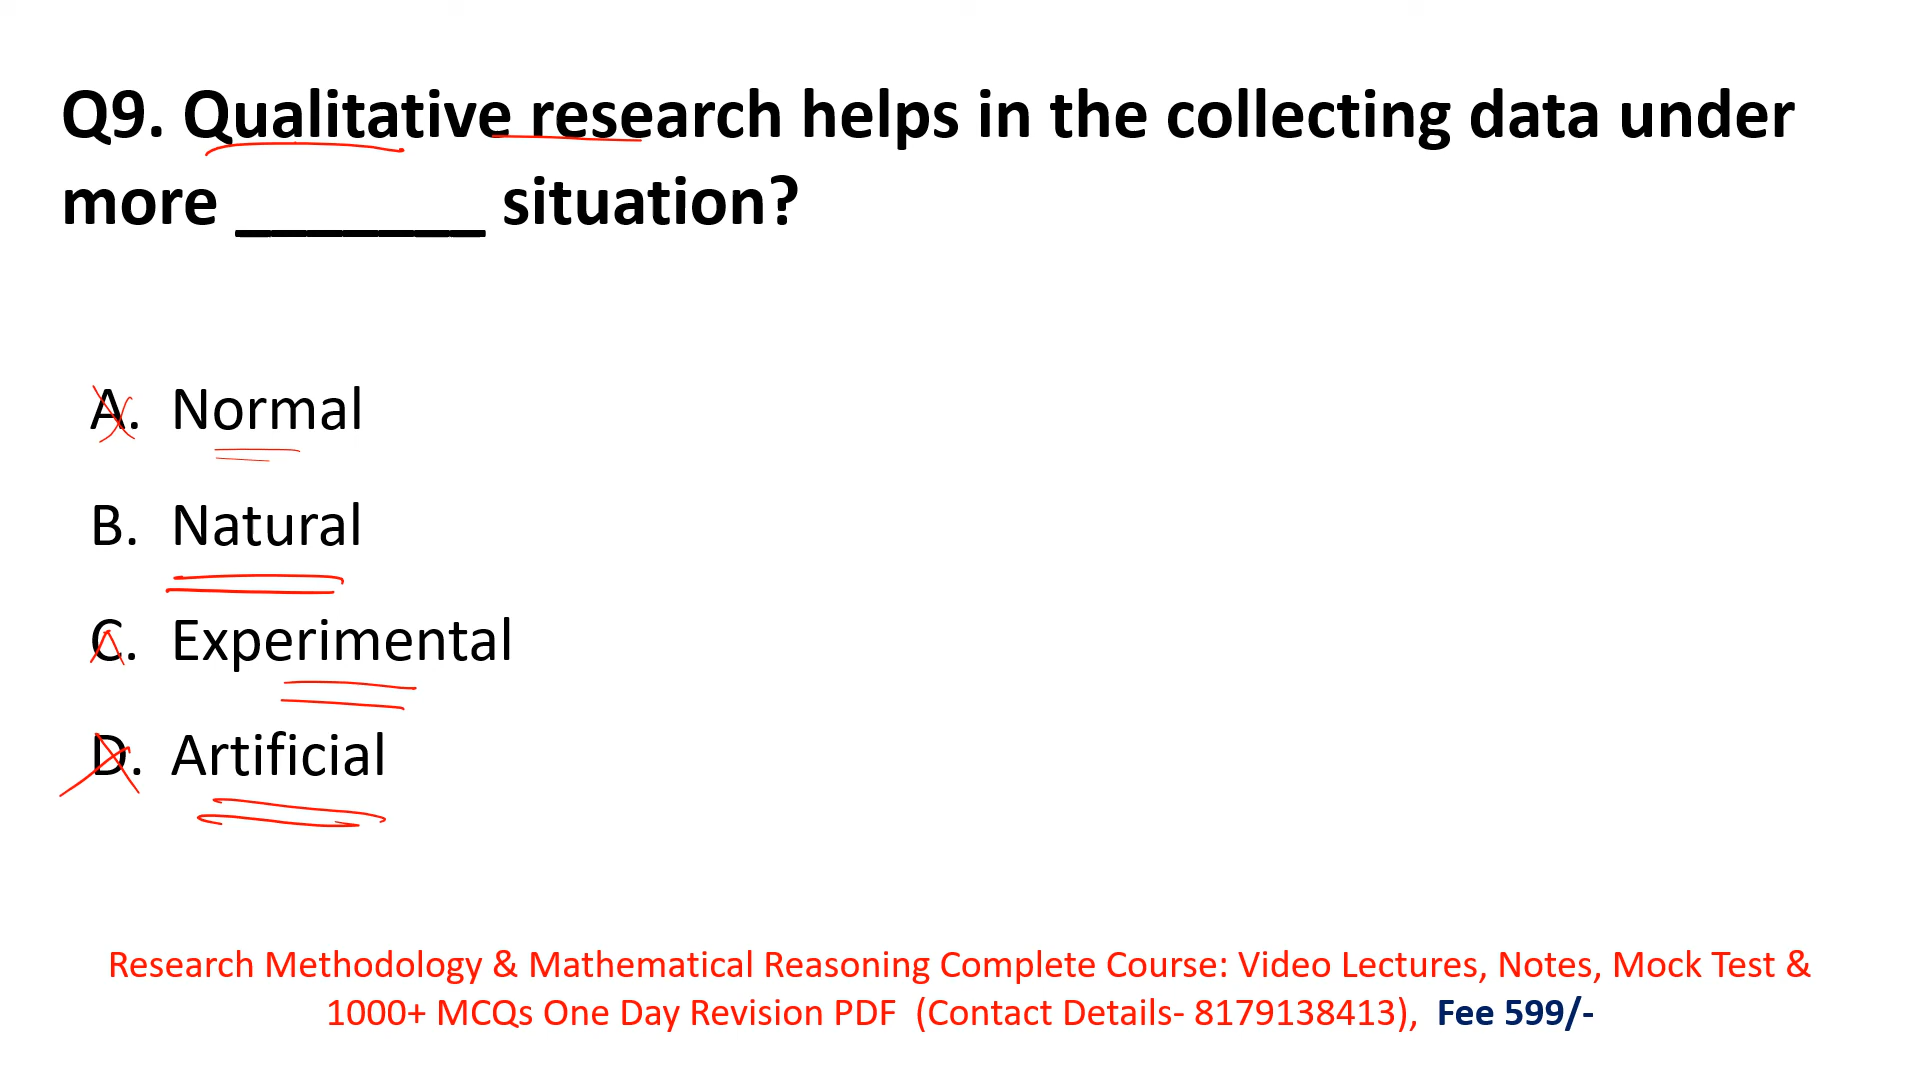 Q9. Qualitative research helps in the collecting data under
more _______ situation?
A. Normal
B. Natural
C. Experimental
D. Artificial
Research Methodology & Mathematical Reasoning Complete Course: Video Lectures, Notes, Mock Test &
1000+ MCQs One Day Revision PDF (Contact Details- 8179138413), Fee 599/-